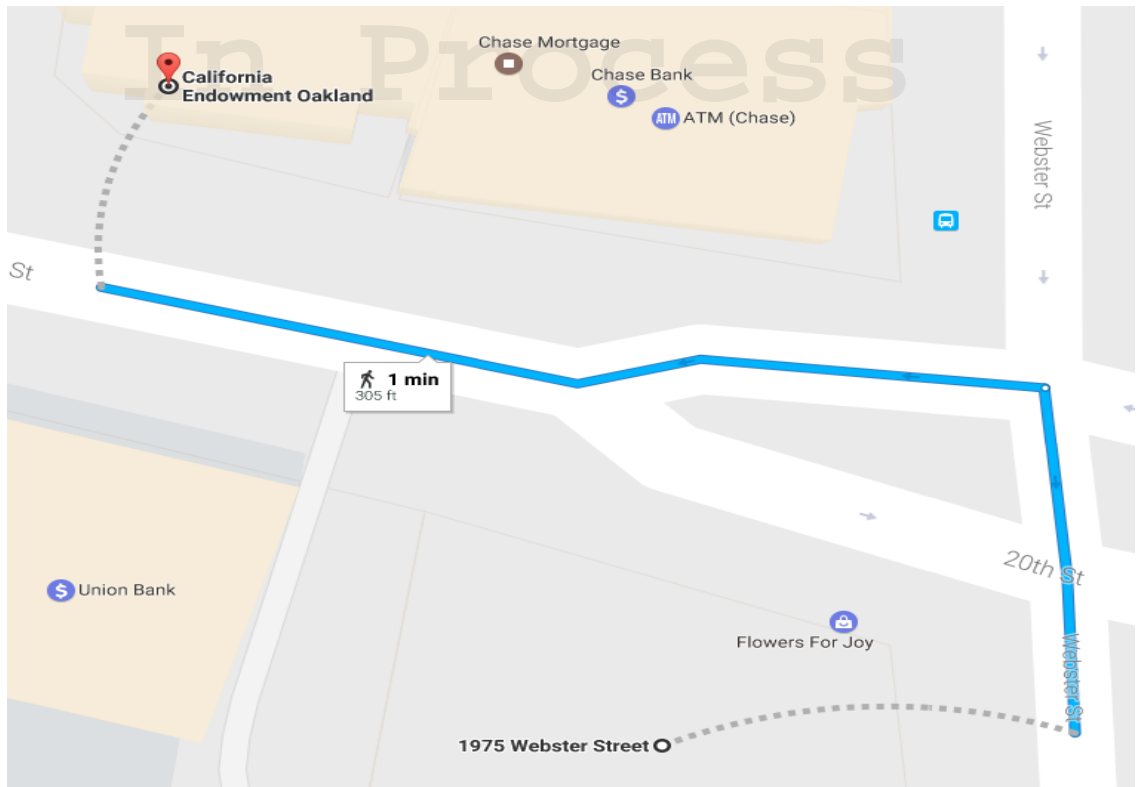 In Process
Chase Mortgage
California
Endowment Oakland
Chase Bank
$
ATM
ATM (Chase)
Webster St
St
1 min
305 ft
20th St
$
Union Bank
Flowers For Joy
Webster St
1975 Webster Street